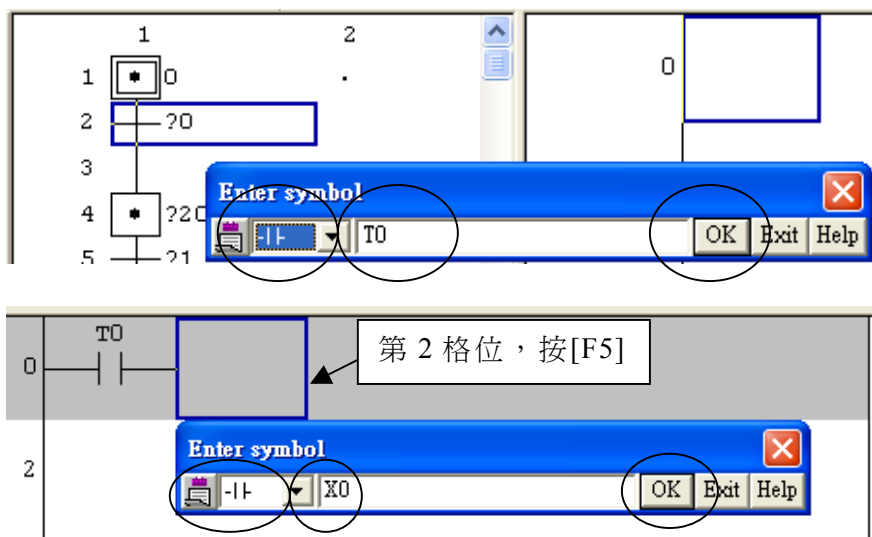 1 2
1 0
2 ?0
3
4 ?20
5 ?1
0
Enter symbol
T0 OK Exit Help
T0
0
第 2 格位,按[F5]
Enter symbol
2
X0 OK Exit Help